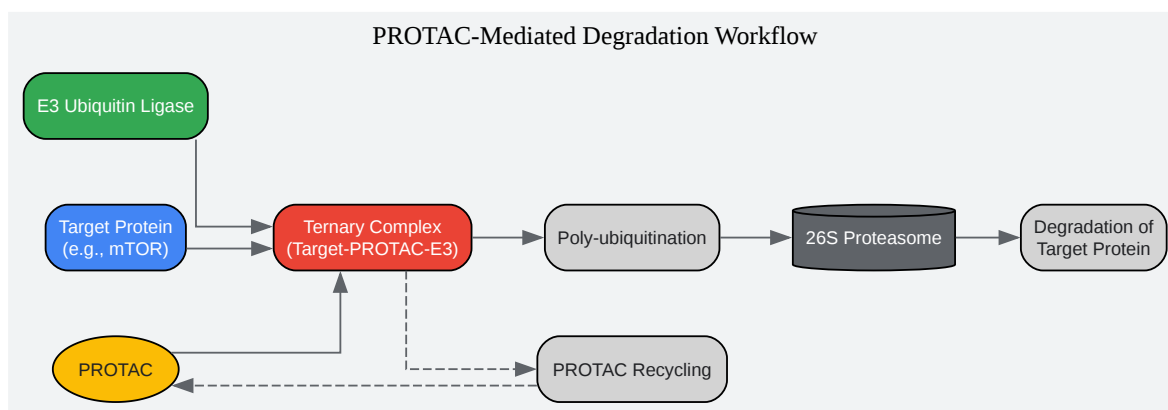 PROTAC-Mediated Degradation Workflow
E3 Ubiquitin Ligase
Target Protein
(e.g., mTOR)
Ternary Complex
(Target-PROTAC-E3)
Poly-ubiquitination
26S Proteasome
Degradation of
Target Protein
PROTAC
PROTAC Recycling